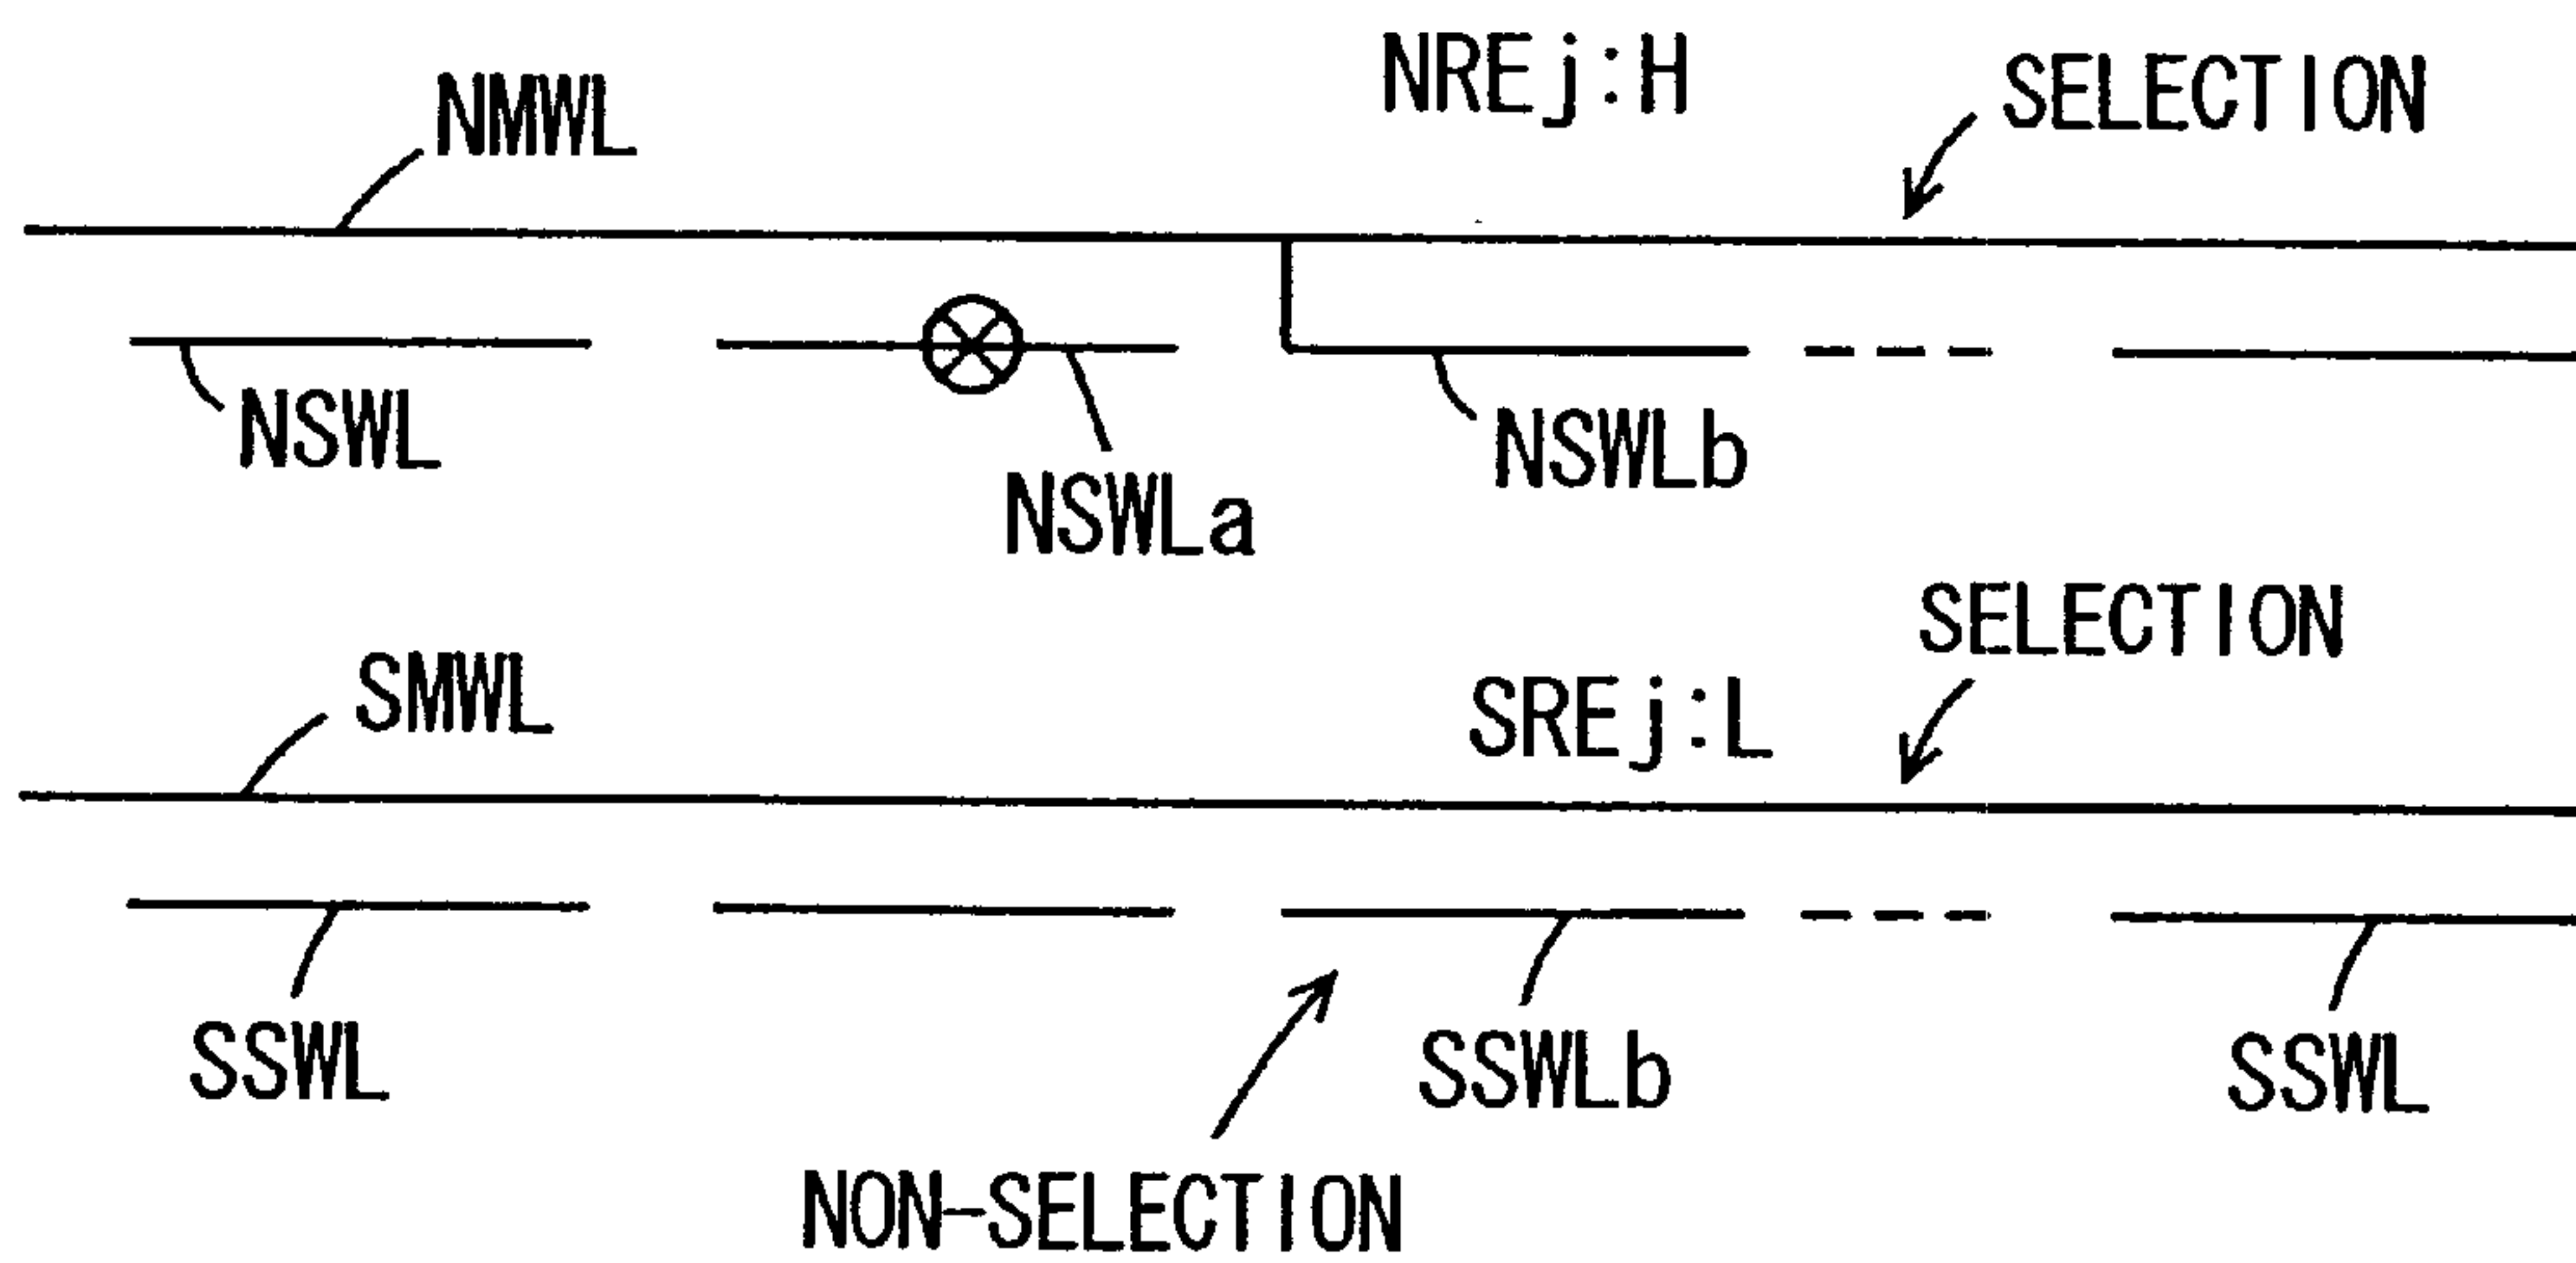 NREj:H
SELECTION
NMWL
NSWL
NSWLb
NSWLa
SELECTION
SMWL
SREj:L
SSWL
SSWLb
SSWL
NON-SELECTION